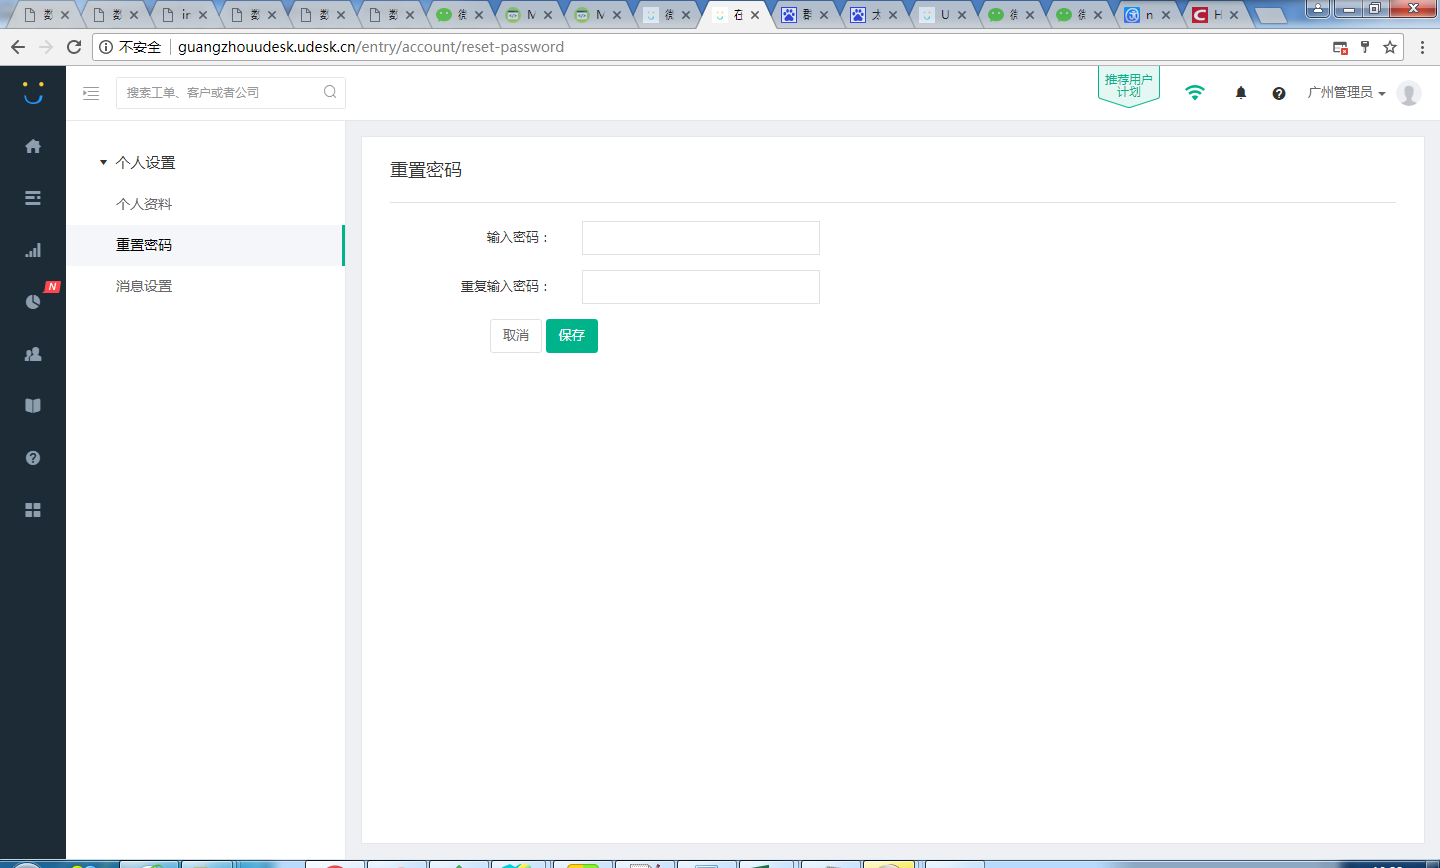 ir
M
M
在
U
n
H
不安全
guangzhouudesk.udesk.cn/entry/account/reset-password
搜索工单、客户或者公司
推荐用户
计划
广州管理员
N
个人设置
个人资料
重置密码
消息设置
重置密码
输入密码：
重复输入密码：
取消
保存